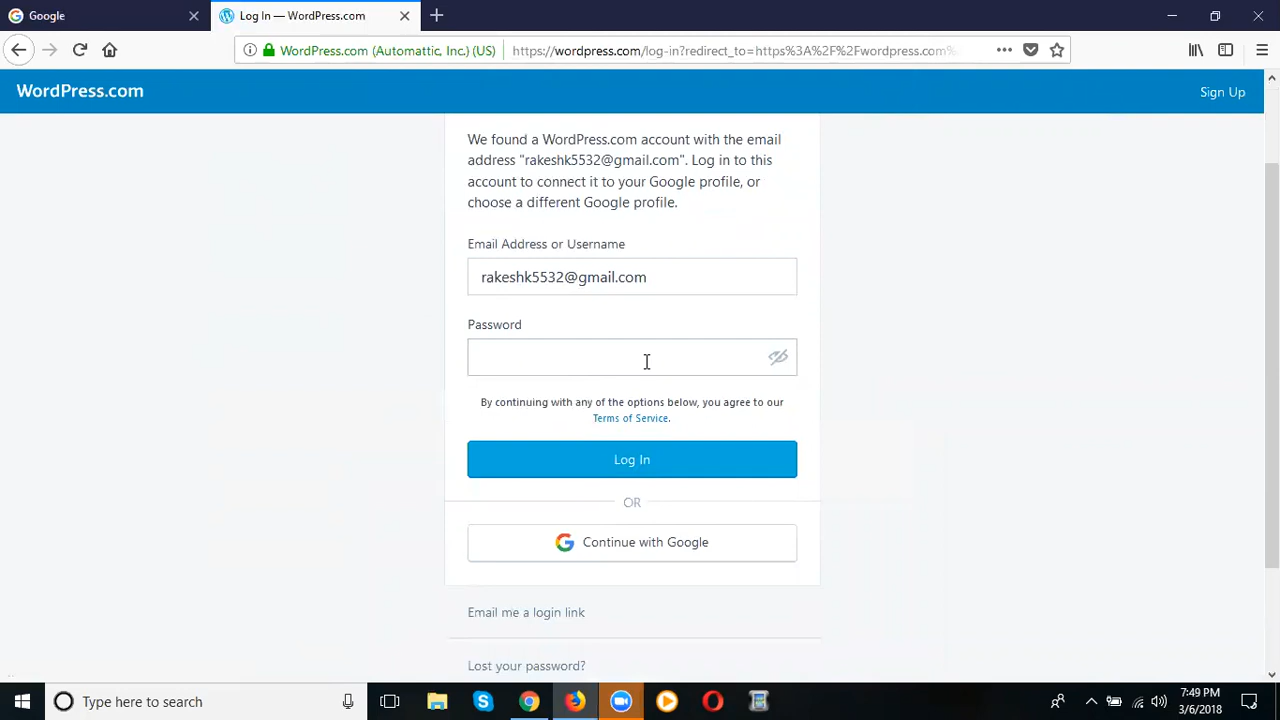 Google
Log In — WordPress.com
WordPress.com (Automattic, Inc.) (US)
https://wordpress.com/log-in?redirect_to=https%3A%2F%2Fwordpress.com%
WordPress.com
Sign Up
We found a WordPress.com account with the email
address "rakeshk5532@gmail.com". Log in to this
account to connect it to your Google profile, or
choose a different Google profile.
Email Address or Username
rakeshk5532@gmail.com
Password
By continuing with any of the options below, you agree to our
Terms of Service.
Log In
OR
Continue with Google
Email me a login link
Lost your password?
Type here to search
7:49 PM
3/6/2018